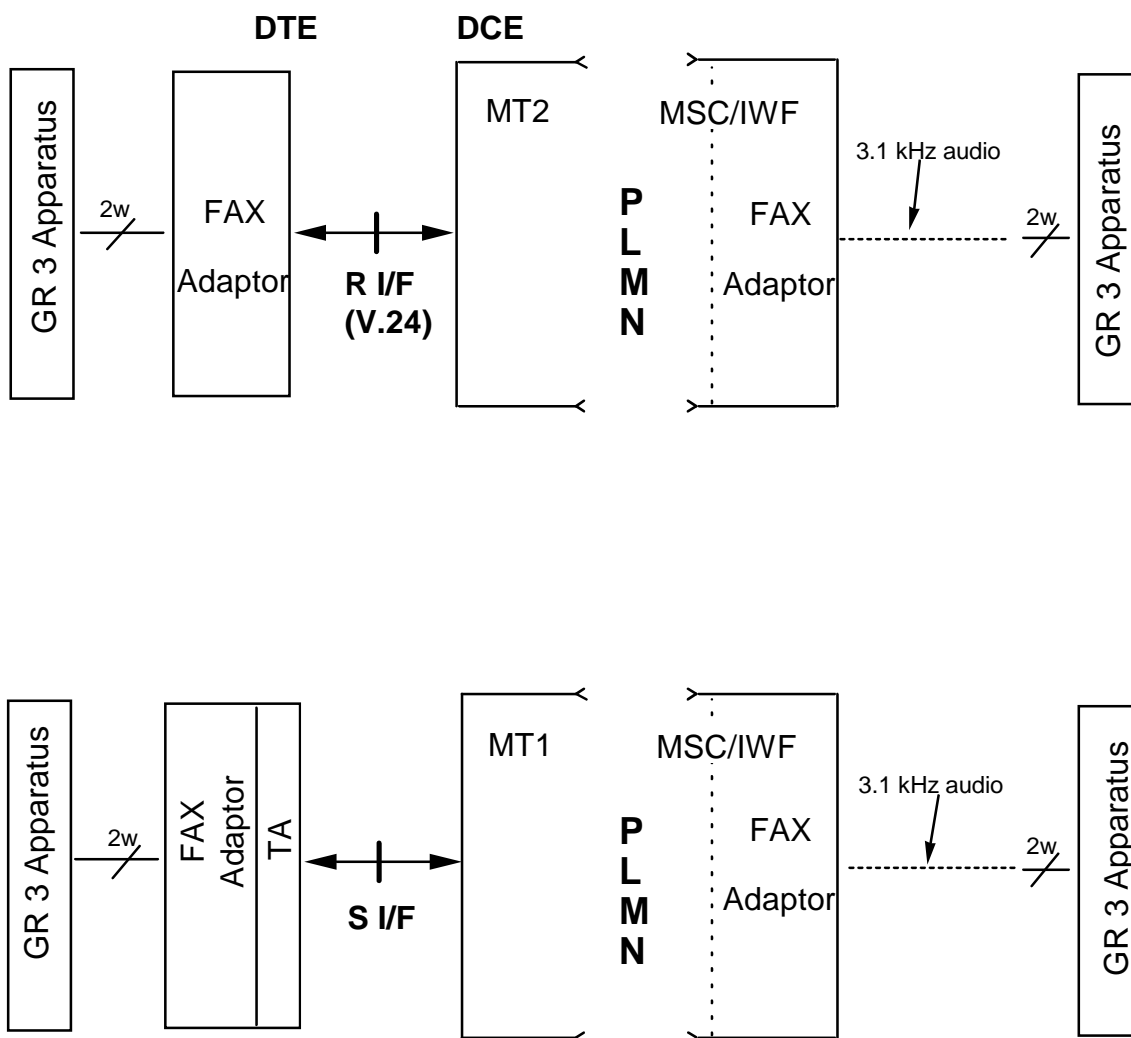 DTE
DCE
GR 3 Apparatus
2w
FAX
Adaptor
R I/F
(V.24)
MT2
P
L
M
N
MSC/IWF
FAX
Adaptor
3.1 kHz audio
2w
GR 3 Apparatus
GR 3 Apparatus
2w
FAX
Adaptor
TA
S I/F
MT1
P
L
M
N
MSC/IWF
FAX
Adaptor
3.1 kHz audio
2w
GR 3 Apparatus